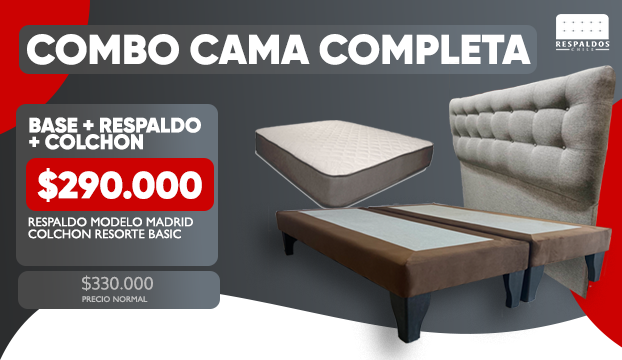 COMBO CAMA COMPLETA
RESPALDOS
CHILE
BASE + RESPALDO
+ COLCHON
$290.000
RESPALDO MODELO MADRID
COLCHON RESORTE BASIC
$330.000
PRECIO NORMAL